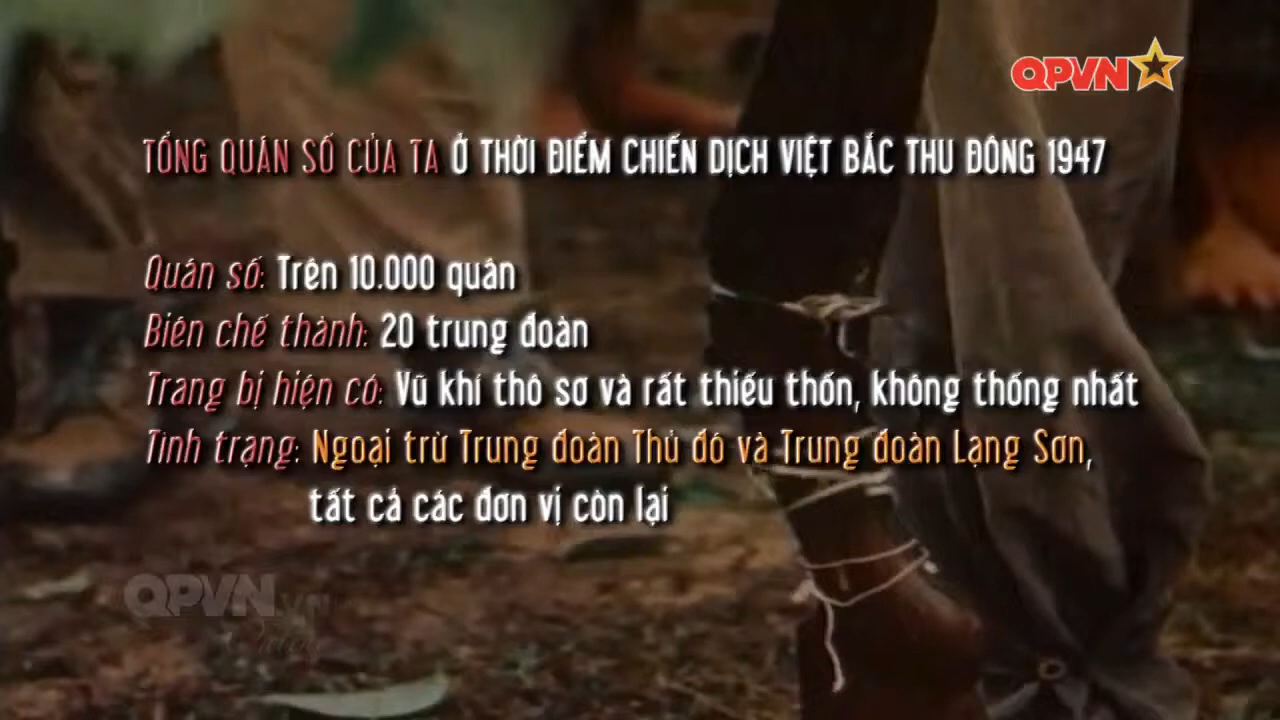 QPVN
TỔNG QUÂN SỐ CỦA TA Ở THỜI ĐIỂM CHIẾN DỊCH VIỆT BẮC THU ĐÔNG 1947
Quân số: Trên 10.000 quân
Biên chế thành: 20 trung đoàn
Trang bị hiện có: Vũ khí thô sơ và rất thiếu thốn, không thống nhất
Tình trạng: Ngoại trừ Trung đoàn Thủ đô và Trung đoàn Lạng Sơn,
tất cả các đơn vị còn lại
QPVN.vn